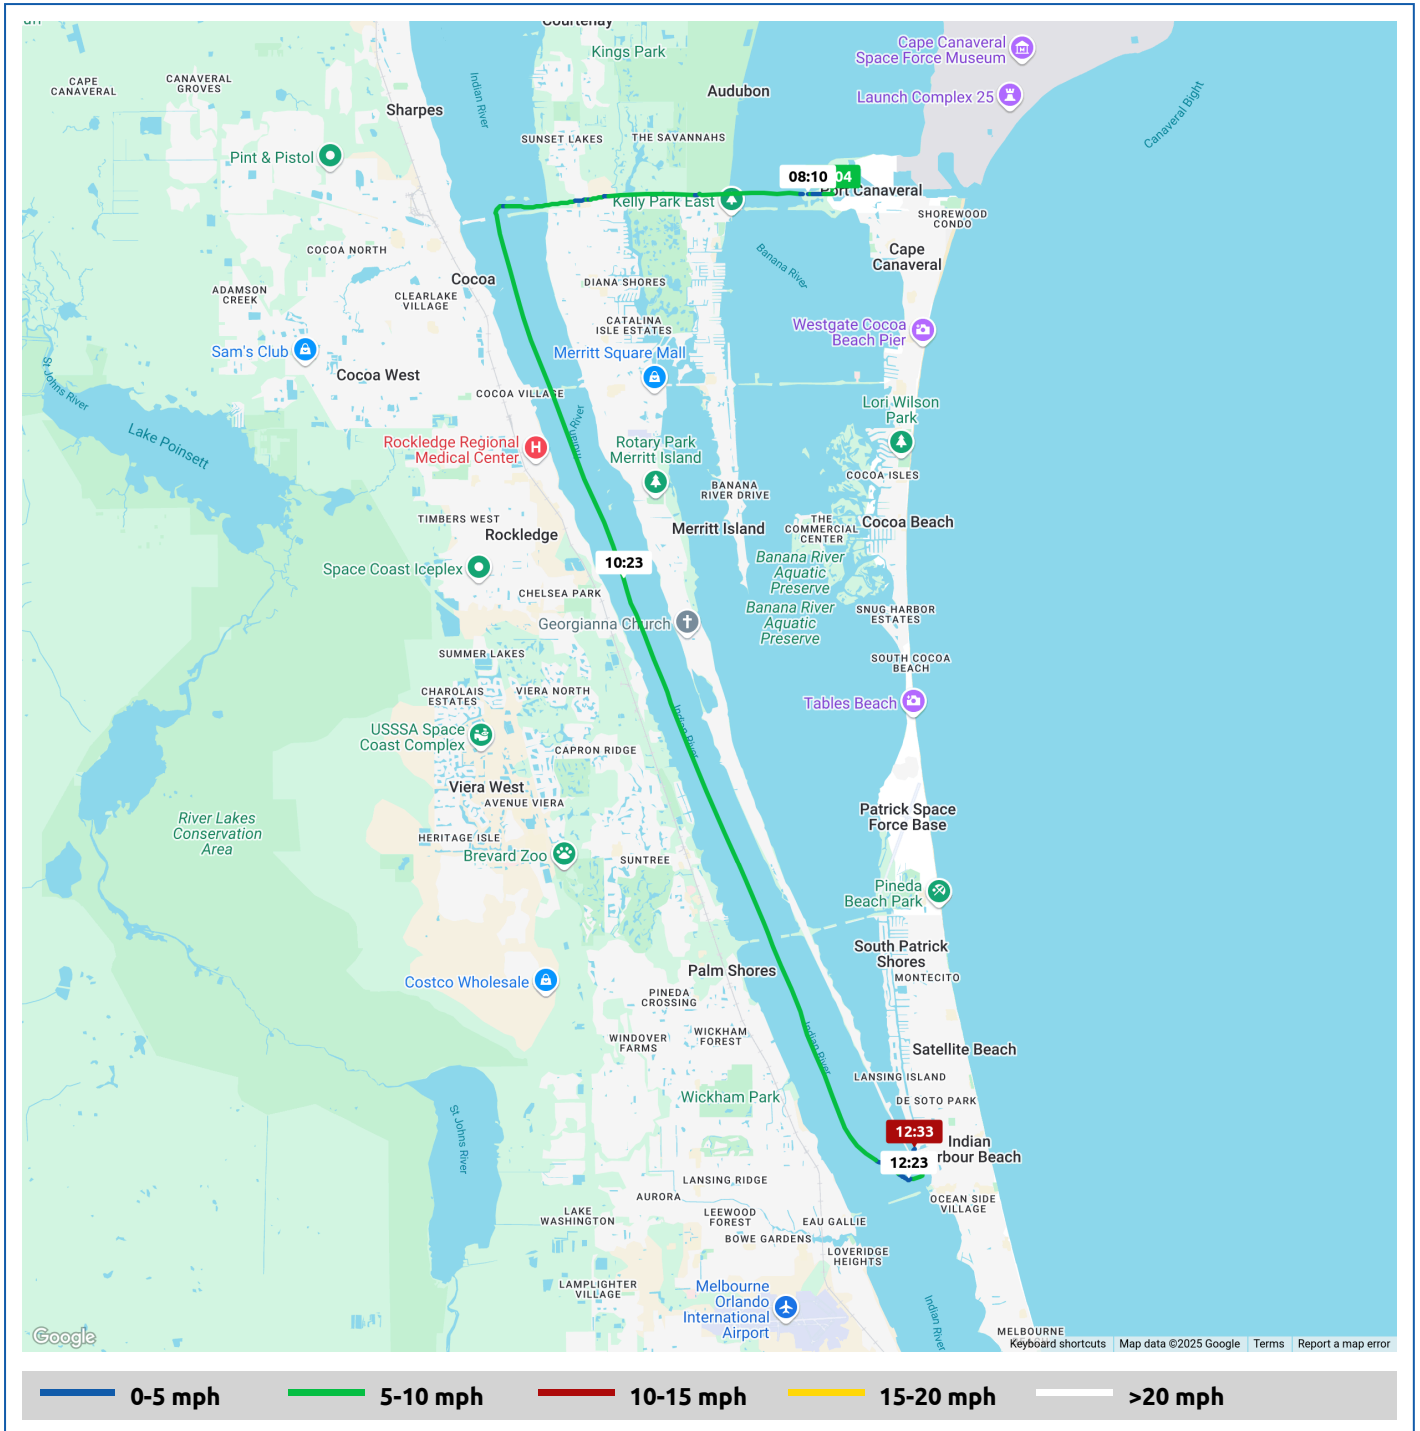 Courtenay
Kings Park
Cape Canaveral
Space Force Museum
CAPE
CANAVERAL
CANAVERAL
GROVES
Indian River
Audubon
Launch Complex 25
Canaveral Bight
Sharpes
SUNSET LAKES
THE SAVANNAHS
Pint & Pistol
08:10
04
Port Canaveral
Kelly Park East
SHOREWOOD
CONDO
COCOA NORTH
Cape
Canaveral
Banana River
Cocoa
DIANA SHORES
ADAMSON
CREEK
CLEARLAKE
VILLAGE
CATALINA
ISLE ESTATES
Westgate Cocoa
Beach Pier
Sam's Club
Merritt Square Mall
St Johns River
Cocoa West
COCOA VILLAGE
Lori Wilson
Park
Indian River
Lake Poinsett
Rockledge Regional
Medical Center
H
Rotary Park
Merritt Island
COCOA ISLES
BANANA
RIVER DRIVE
TIMBERS WEST
Rockledge
Merritt Island
THE
COMMERCIAL
CENTER
Cocoa Beach
10:23
Space Coast Iceplex
Banana River
Aquatic
Preserve
CHELSEA PARK
Banana River
Aquatic
Preserve
SNUG HARBOR
ESTATES
Georgianna Church
SUMMER LAKES
SOUTH COCOA
BEACH
CHAROLAIS
ESTATES
VIERA NORTH
Tables Beach
Indian River
USSSA Space
Coast Complex
CAPRON RIDGE
Viera West
AVENUE VIERA
Patrick Space
Force Base
River Lakes
Conservation
Area
HERITAGE ISLE
Brevard Zoo
SUNTREE
Pineda
Beach Park
South Patrick
Shores
MONTECITO
Costco Wholesale
Palm Shores
PINEDA
CROSSING
WINDOVER
FARMS
WICKHAM
FOREST
Indian River
Satellite Beach
LANSING ISLAND
Wickham Park
DE SOTO PARK
St Johns River
12:33
Indian
rbour Beach
12:23
LANSING RIDGE
AURORA
OCEAN SIDE
VILLAGE
LAKE
WASHINGTON
LEEWOOD
FOREST
EAU GALLIE
BOWE GARDENS
LOVERIDGE
HEIGHTS
LAMPLIGHTER
VILLAGE
Melbourne
Orlando
International
Airport
Indian River
MELBOURNE
Google
Keyboard shortcuts
Map data ©2025 Google
Terms
Report a map error
0-5 mph
5-10 mph
10-15 mph
15-20 mph
>20 mph